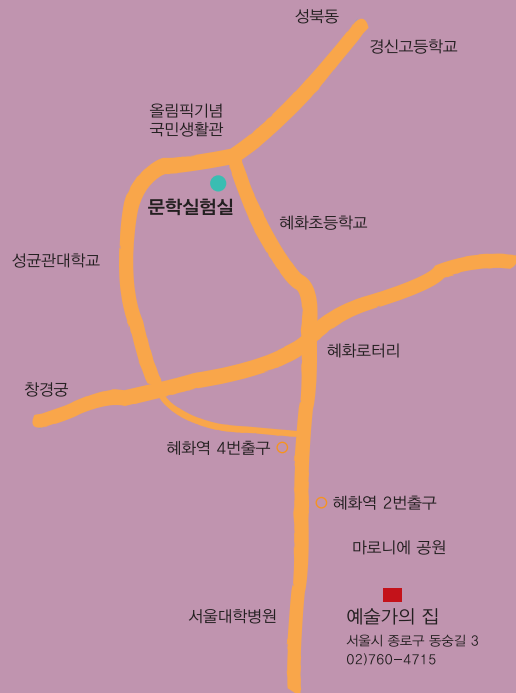 성북동
경신고등학교
올림픽기념
국민생활관
문학실험실
혜화초등학교
성균관대학교
혜화로터리
창경궁
혜화역 4번출구
혜화역 2번출구
마로니에 공원
서울대학병원
예술가의 집
서울시 종로구 동숭길 3
02)760-4715